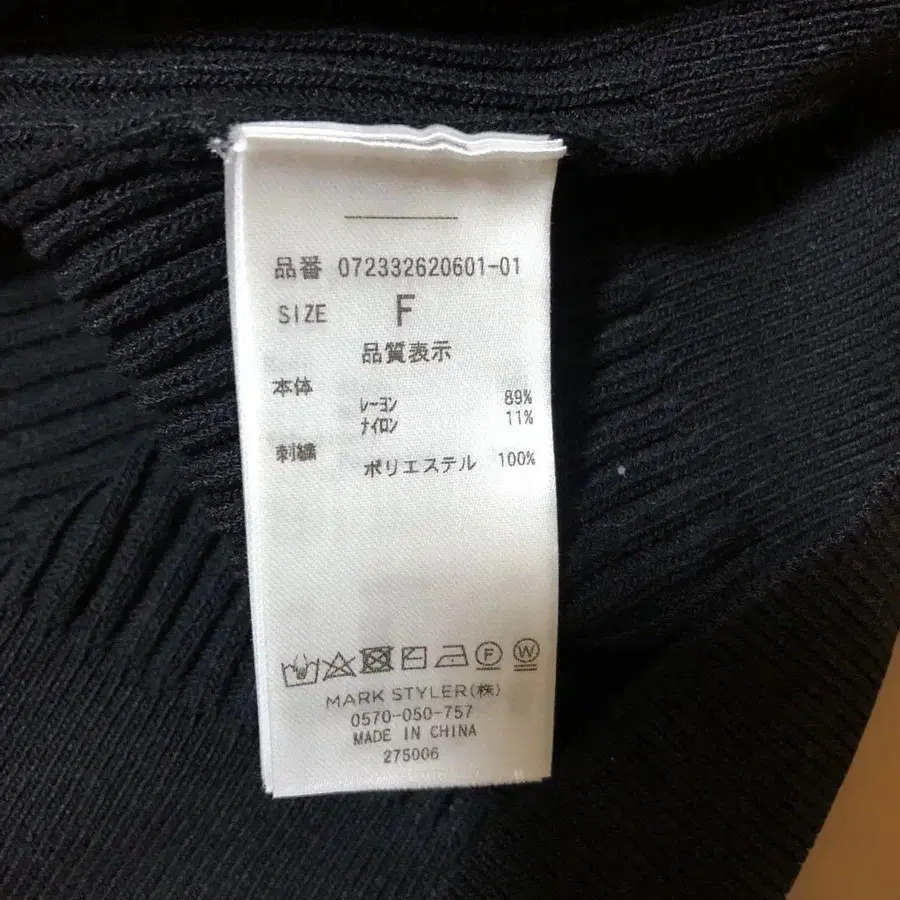 品番 072332620601-01
SIZE F
品質表示
本体
レーヨン 89%
ナイロン 11%
刺繍
ポリエステル 100%
F W
MARK STYLER(株)
0570-050-757
MADE IN CHINA
275006